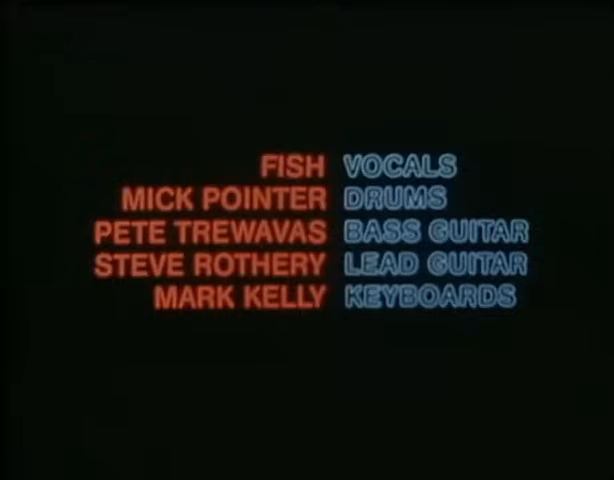 FISH VOCALS
MICK POINTER DRUMS
PETE TREWAVAS BASS GUITAR
STEVE ROTHERY LEAD GUITAR
MARK KELLY KEYBOARDS